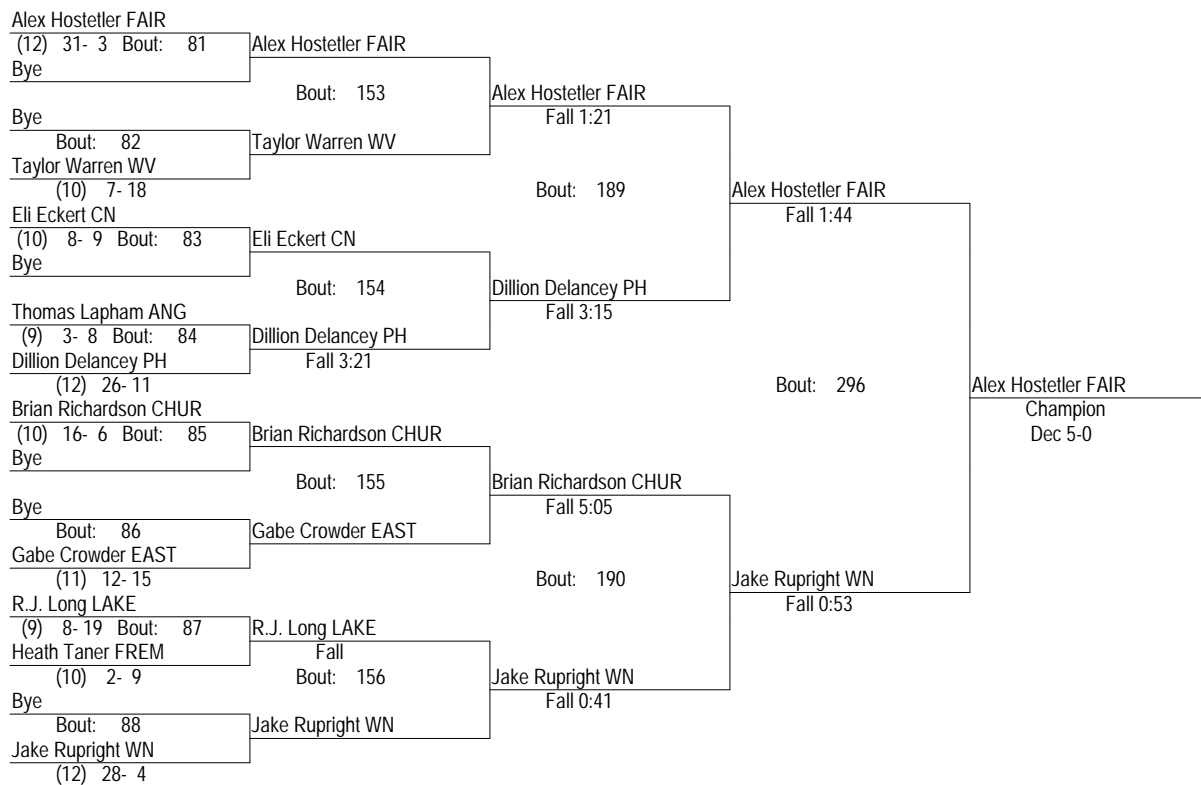 Alex Hostetler FAIR
(12) 31- 3 Bout: 81
Alex Hostetler FAIR
Bye
Bout: 153
Alex Hostetler FAIR
Fall 1:21
Bye
Bout: 82
Taylor Warren WV
Taylor Warren WV
(10) 7- 18
Bout: 189
Alex Hostetler FAIR
Fall 1:44
Eli Eckert CN
(10) 8- 9 Bout: 83
Eli Eckert CN
Bye
Bout: 154
Dillion Delancey PH
Fall 3:15
Thomas Lapham ANG
(9) 3- 8 Bout: 84
Dillion Delancey PH
Fall 3:21
Dillion Delancey PH
(12) 26- 11
Bout: 296
Alex Hostetler FAIR
Champion
Dec 5-0
Brian Richardson CHUR
(10) 16- 6 Bout: 85
Brian Richardson CHUR
Bye
Bout: 155
Brian Richardson CHUR
Fall 5:05
Bye
Bout: 86
Gabe Crowder EAST
Gabe Crowder EAST
(11) 12- 15
Bout: 190
Jake Rupright WN
Fall 0:53
R.J. Long LAKE
(9) 8- 19 Bout: 87
R.J. Long LAKE
Fall
Heath Taner FREM
(10) 2- 9
Bout: 156
Jake Rupright WN
Fall 0:41
Bye
Bout: 88
Jake Rupright WN
Jake Rupright WN
(12) 28- 4